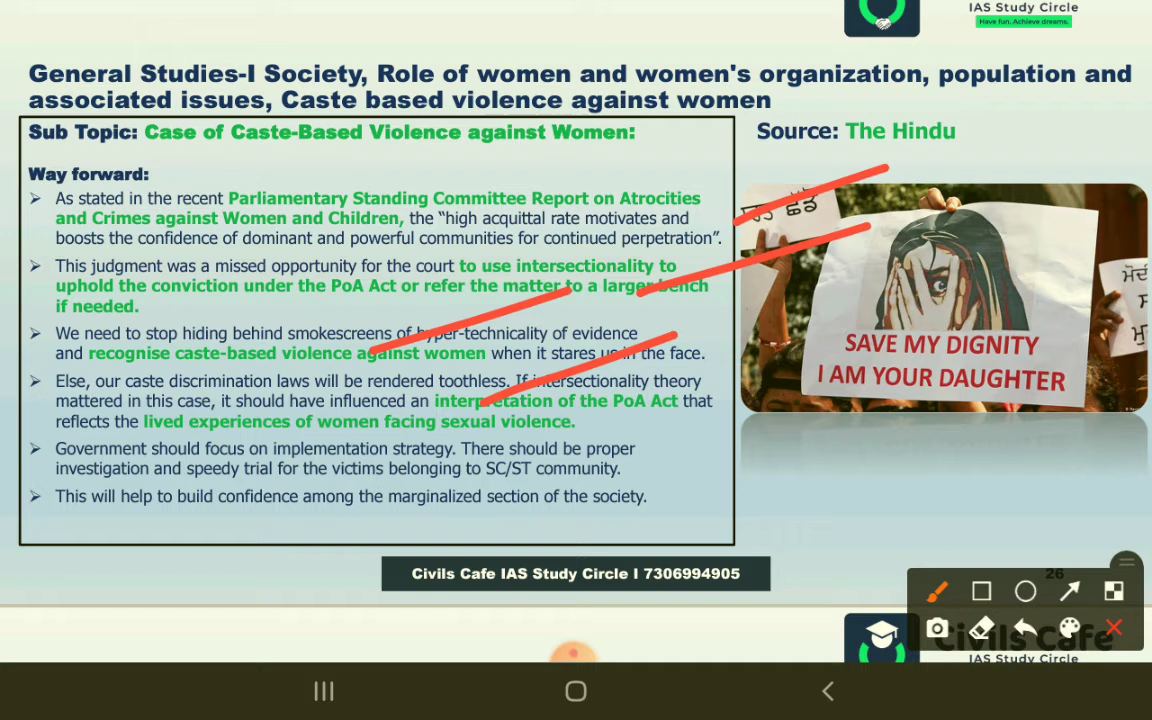 IAS Study Circle
Have fun. Achieve dreams.
General Studies-I Society, Role of women and women's organization, population and
associated issues, Caste based violence against women
Sub Topic: Case of Caste-Based Violence against Women:
Source: The Hindu
Way forward:
➢ As stated in the recent Parliamentary Standing Committee Report on Atrocities
and Crimes against Women and Children, the “high acquittal rate motivates and
boosts the confidence of dominant and powerful communities for continued perpetration”.
➢ This judgment was a missed opportunity for the court to use intersectionality to
uphold the conviction under the PoA Act or refer the matter to a larger bench
if needed.
➢ We need to stop hiding behind smokescreens of hyper-technicality of evidence
and recognise caste-based violence against women when it stares us in the face.
➢ Else, our caste discrimination laws will be rendered toothless. If intersectionality theory
mattered in this case, it should have influenced an interpretation of the PoA Act that
reflects the lived experiences of women facing sexual violence.
➢ Government should focus on implementation strategy. There should be proper
investigation and speedy trial for the victims belonging to SC/ST community.
➢ This will help to build confidence among the marginalized section of the society.
SAVE MY DIGNITY
I AM YOUR DAUGHTER
Civils Cafe IAS Study Circle I 7306994905
26
Civils Cafe
IAS Study Circle